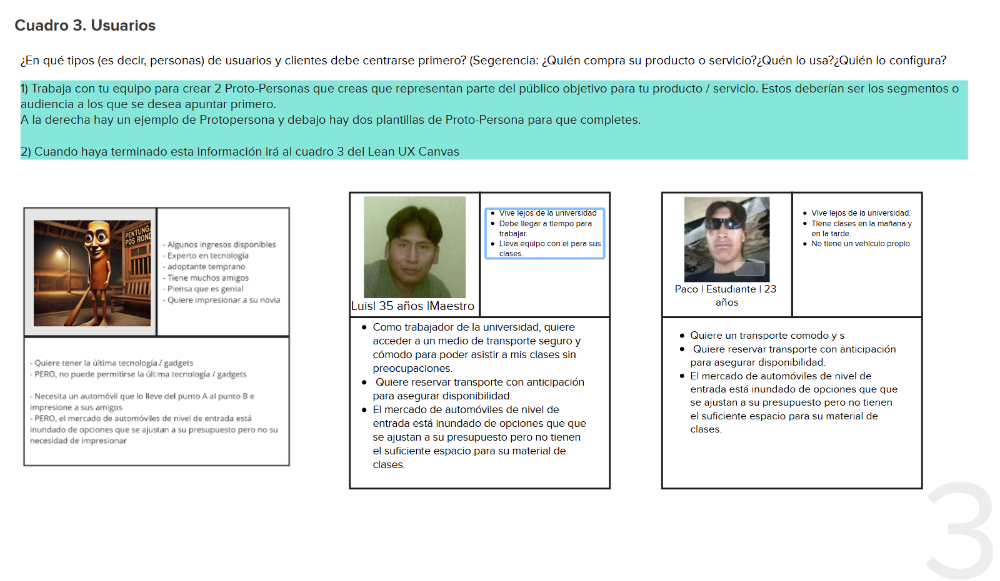 Cuadro 3. Usuarios
¿En qué tipos (es decir, personas) de usuarios y clientes debe centrarse primero? (Segerencia: ¿Quién compra su producto o servicio?¿Quén lo usa?¿Quién lo configura?
1) Trabaja con tu equipo para crear 2 Proto-Personas que creas que representan parte del público objetivo para tu producto / servicio. Estos deberían ser los segmentos o
audiencia a los que se desea apuntar primero.
A la derecha hay un ejemplo de Protopersona y debajo hay dos plantillas de Proto-Persona para que completes.
2) Cuando haya terminado esta información irá al cuadro 3 del Lean UX Canvas
- Algunos ingresos disponibles
- Experto en tecnología
- adoptante temprano
- Tiene muchos amigos
- Piensa que es genial
- Quiere impresionar a su novia
- Quiere tener la última tecnología / gadgets
- PERO, no puede permitirse la última tecnología / gadgets
- Necesita un automóvil que lo lleve del punto A al punto B e
impresione a sus amigos
- PERO, el mercado de automóviles de nivel de entrada está
inundado de opciones que se ajustan a su presupuesto pero no su
necesidad de impresionar
• Vive lejos de la universidad
• Debe llegar a tiempo para
trabajar.
• Lleva equipo con el para sus
clases.
Luis| 35 años |Maestro
• Como trabajador de la universidad, quiere
acceder a un medio de transporte seguro y
cómodo para poder asistir a mis clases sin
preocupaciones.
• Quiere reservar transporte con anticipación
para asegurar disponibilidad.
• El mercado de automóviles de nivel de
entrada está inundado de opciones que que
se ajustan a su presupuesto pero no tienen
el suficiente espacio para su material de
clases.
• Vive lejos de la universidad.
• Tiene clases en la mañana y
en la tarde.
• No tiene un vehículo propio.
Paco | Estudiante | 23
años
• Quiere un transporte comodo y s
• Quiere reservar transporte con anticipación
para asegurar disponibilidad.
• El mercado de automóviles de nivel de
entrada está inundado de opciones que que
se ajustan a su presupuesto pero no tienen
el suficiente espacio para su material de
clases.
3